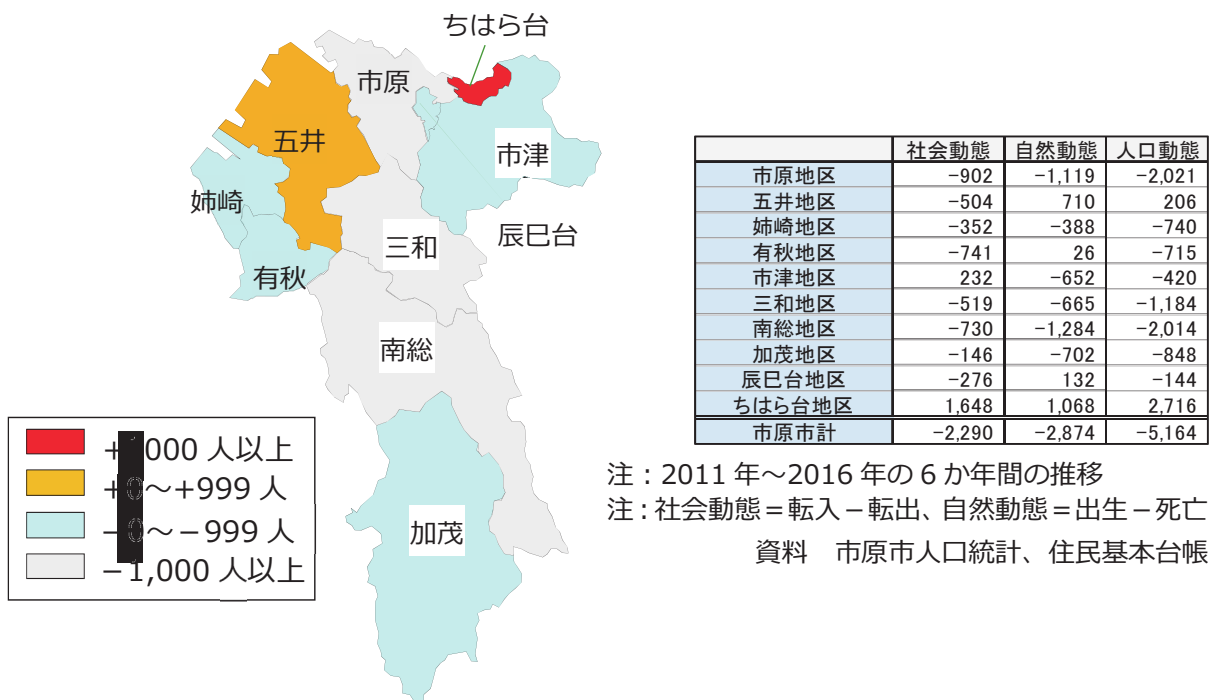 ちはら台
市原
五井
市津
姉崎
辰巳台
三和
有秋
南総
加茂
＋1,000 人以上
＋0～＋999 人
－0～－999 人
－1,000 人以上
社会動態 自然動態 人口動態
市原地区 -902 -1,119 -2,021
五井地区 -504 710 206
姉崎地区 -352 -388 -740
有秋地区 -741 26 -715
市津地区 232 -652 -420
三和地区 -519 -665 -1,184
南総地区 -730 -1,284 -2,014
加茂地区 -146 -702 -848
辰巳台地区 -276 132 -144
ちはら台地区 1,648 1,068 2,716
市原市計 -2,290 -2,874 -5,164
注：2011 年～2016 年の 6 か年間の推移
注：社会動態＝転入－転出、自然動態＝出生－死亡
資料　市原市人口統計、住民基本台帳